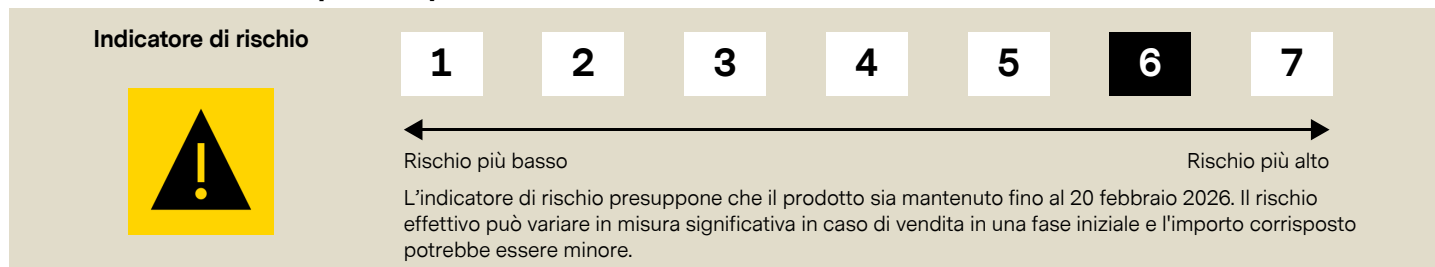 Indicatore di rischio
1 2 3 4 5 6 7
Rischio più basso Rischio più alto
L'indicatore di rischio presuppone che il prodotto sia mantenuto fino al 20 febbraio 2026. Il rischio
effettivo può variare in misura significativa in caso di vendita in una fase iniziale e l'importo corrisposto
potrebbe essere minore.